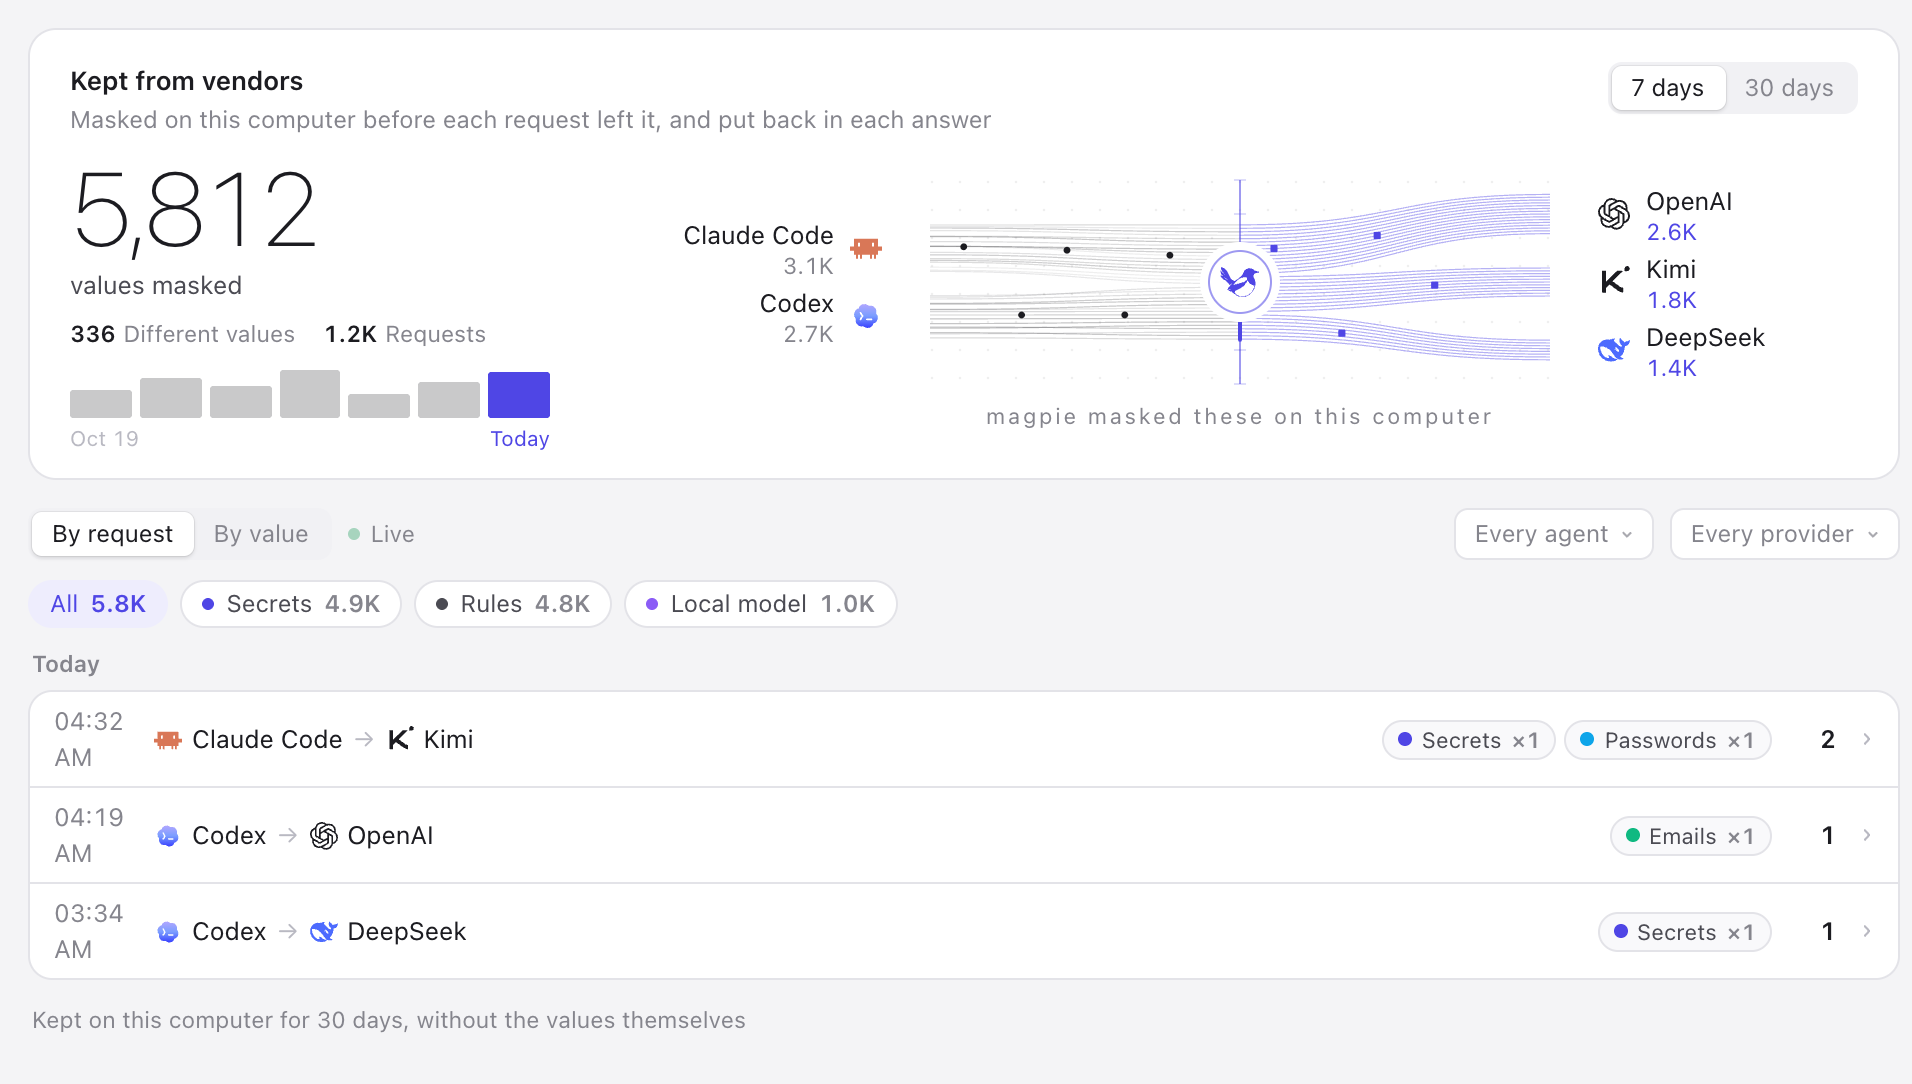 Kept from vendors
Masked on this computer before each request left it, and put back in each answer
7 days 30 days
5,812
values masked
336 Different values 1.2K Requests
Oct 19 Today
Claude Code
3.1K
Codex
2.7K
OpenAI
2.6K
Kimi
1.8K
DeepSeek
1.4K
magpie masked these on this computer
By request By value Live
Every agent Every provider
All 5.8K Secrets 4.9K Rules 4.8K Local model 1.0K
Today
04:32 AM Claude Code → Kimi Secrets ×1 Passwords ×1 2
04:19 AM Codex → OpenAI Emails ×1 1
03:34 AM Codex → DeepSeek Secrets ×1 1
Kept on this computer for 30 days, without the values themselves